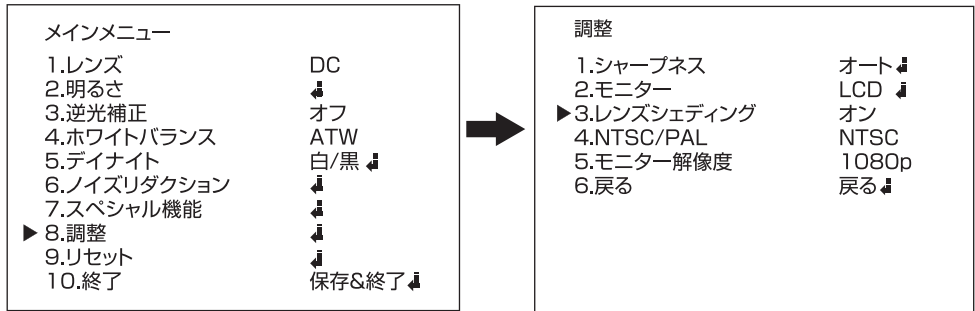 メインメニュー
1.レンズ DC
2.明るさ ↲
3.逆光補正 オフ
4.ホワイトバランス ATW
5.デイナイト 白/黒 ↲
6.ノイズリダクション ↲
7.スペシャル機能 ↲
▶ 8.調整 ↲
9.リセット ↲
10.終了 保存&終了↲
調整
1.シャープネス オート↲
2.モニター LCD ↲
▶3.レンズシェディング オン
4.NTSC/PAL NTSC
5.モニター解像度 1080p
6.戻る 戻る↲